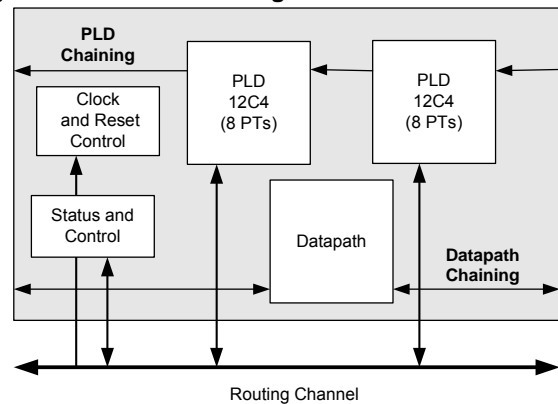 PLD
Chaining
PLD
12C4
(8 PTs)
PLD
12C4
(8 PTs)
Clock
and Reset
Control
Status and
Control
Datapath
Datapath
Chaining
Routing Channel